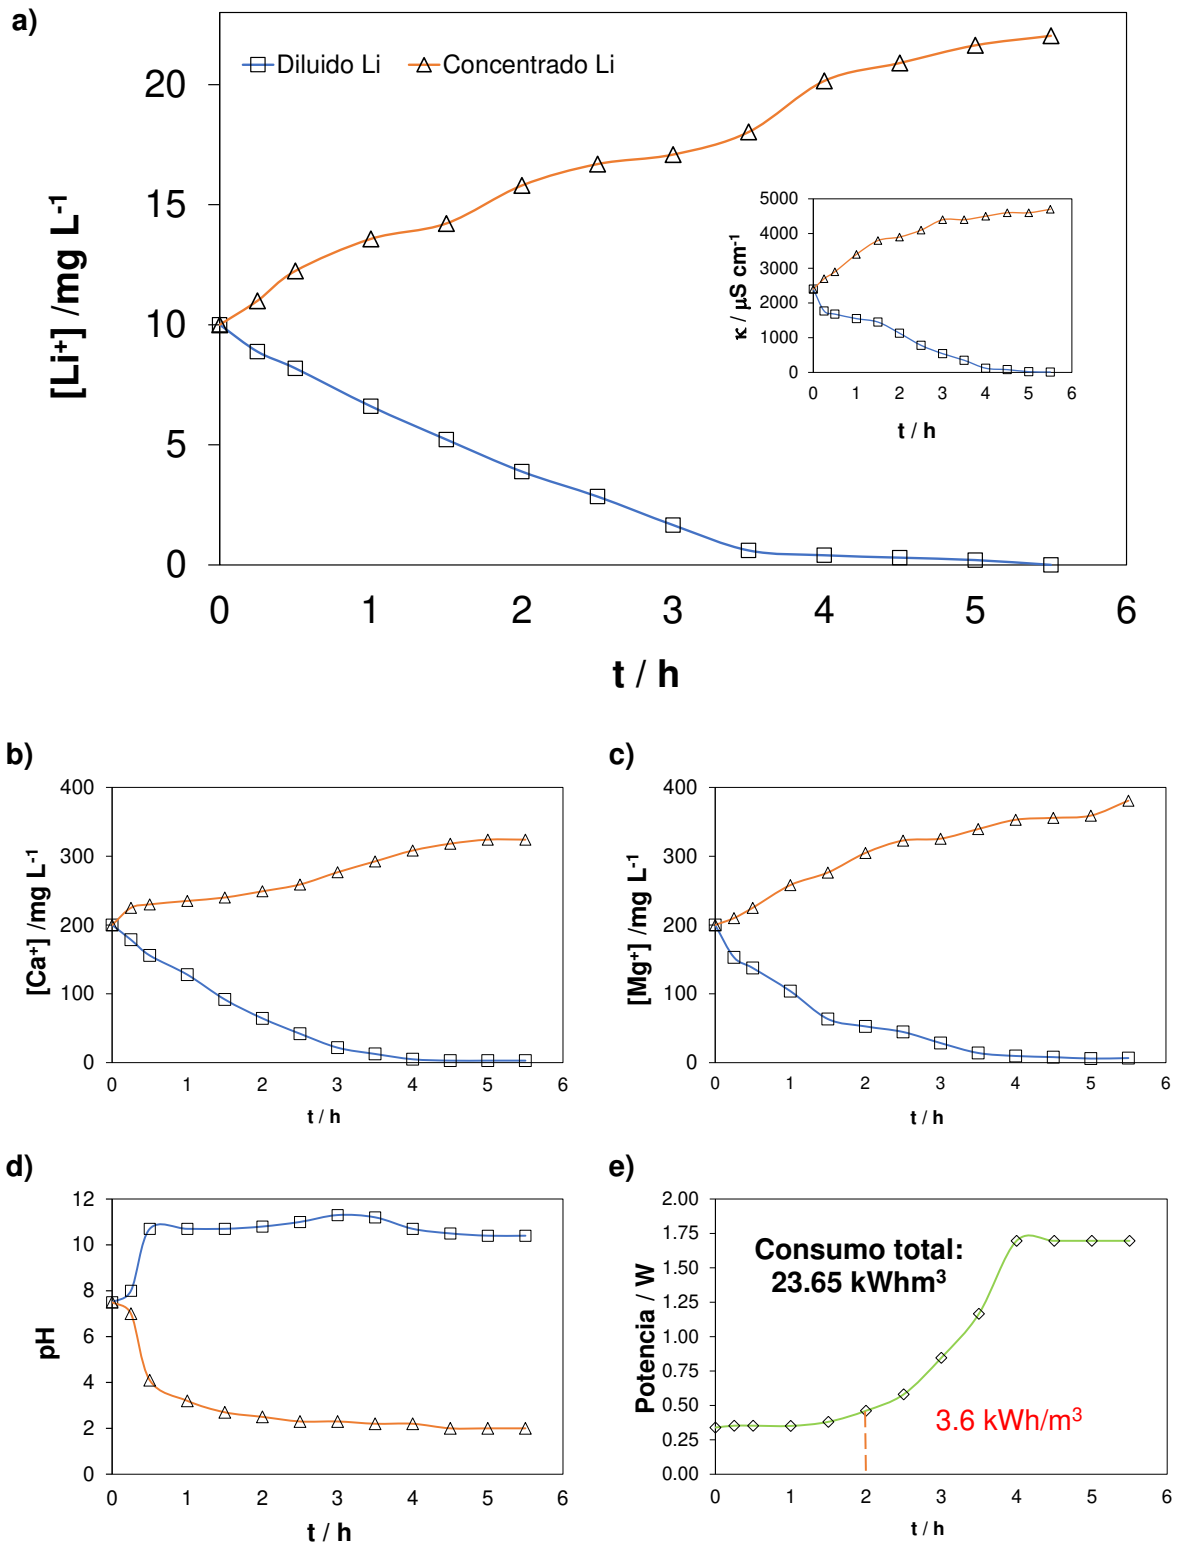 a)
Diluido Li
Concentrado Li
20
15
10
5
0
[Li⁺] /mg L⁻¹
0 1 2 3 4 5 6
t / h
5000
4000
3000
2000
1000
0
κ / µS cm⁻¹
0 1 2 3 4 5 6
t / h
b)
400
300
200
100
0
[Ca⁺] /mg L⁻¹
0 1 2 3 4 5 6
t / h
c)
400
300
200
100
0
[Mg⁺] /mg L⁻¹
0 1 2 3 4 5 6
t / h
d)
12
10
8
6
4
2
0
pH
0 1 2 3 4 5 6
t / h
e)
2.00
1.75
1.50
1.25
1.00
0.75
0.50
0.25
0.00
Potencia / W
Consumo total:
23.65 kWhm³
3.6 kWh/m³
0 1 2 3 4 5 6
t / h